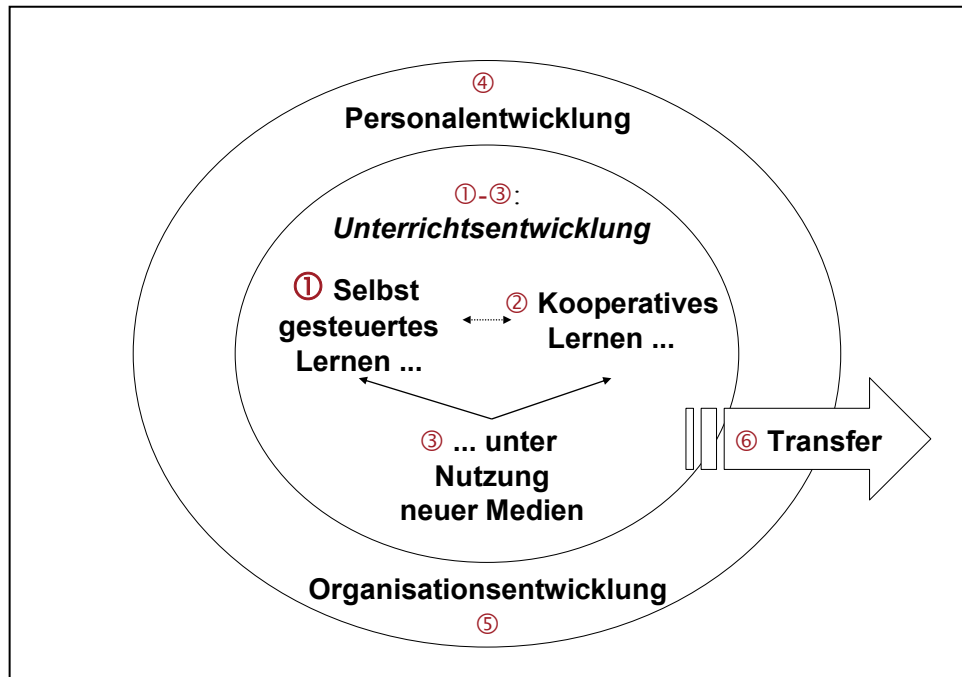 ④
Personalentwicklung
①-③:
Unterrichtsentwicklung
① Selbst
gesteuertes
Lernen ...
② Kooperatives
Lernen ...
③ ... unter
Nutzung
neuer Medien
⑥ Transfer
Organisationsentwicklung
⑤